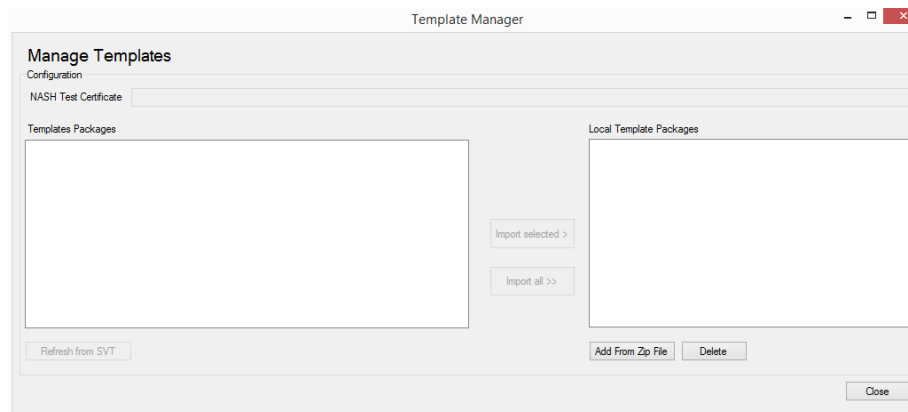 Template Manager
Manage Templates
Configuration
NASH Test Certificate
Templates Packages
Local Template Packages
Import selected >
Import all >>
Refresh from SVT
Add From Zip File
Delete
Close